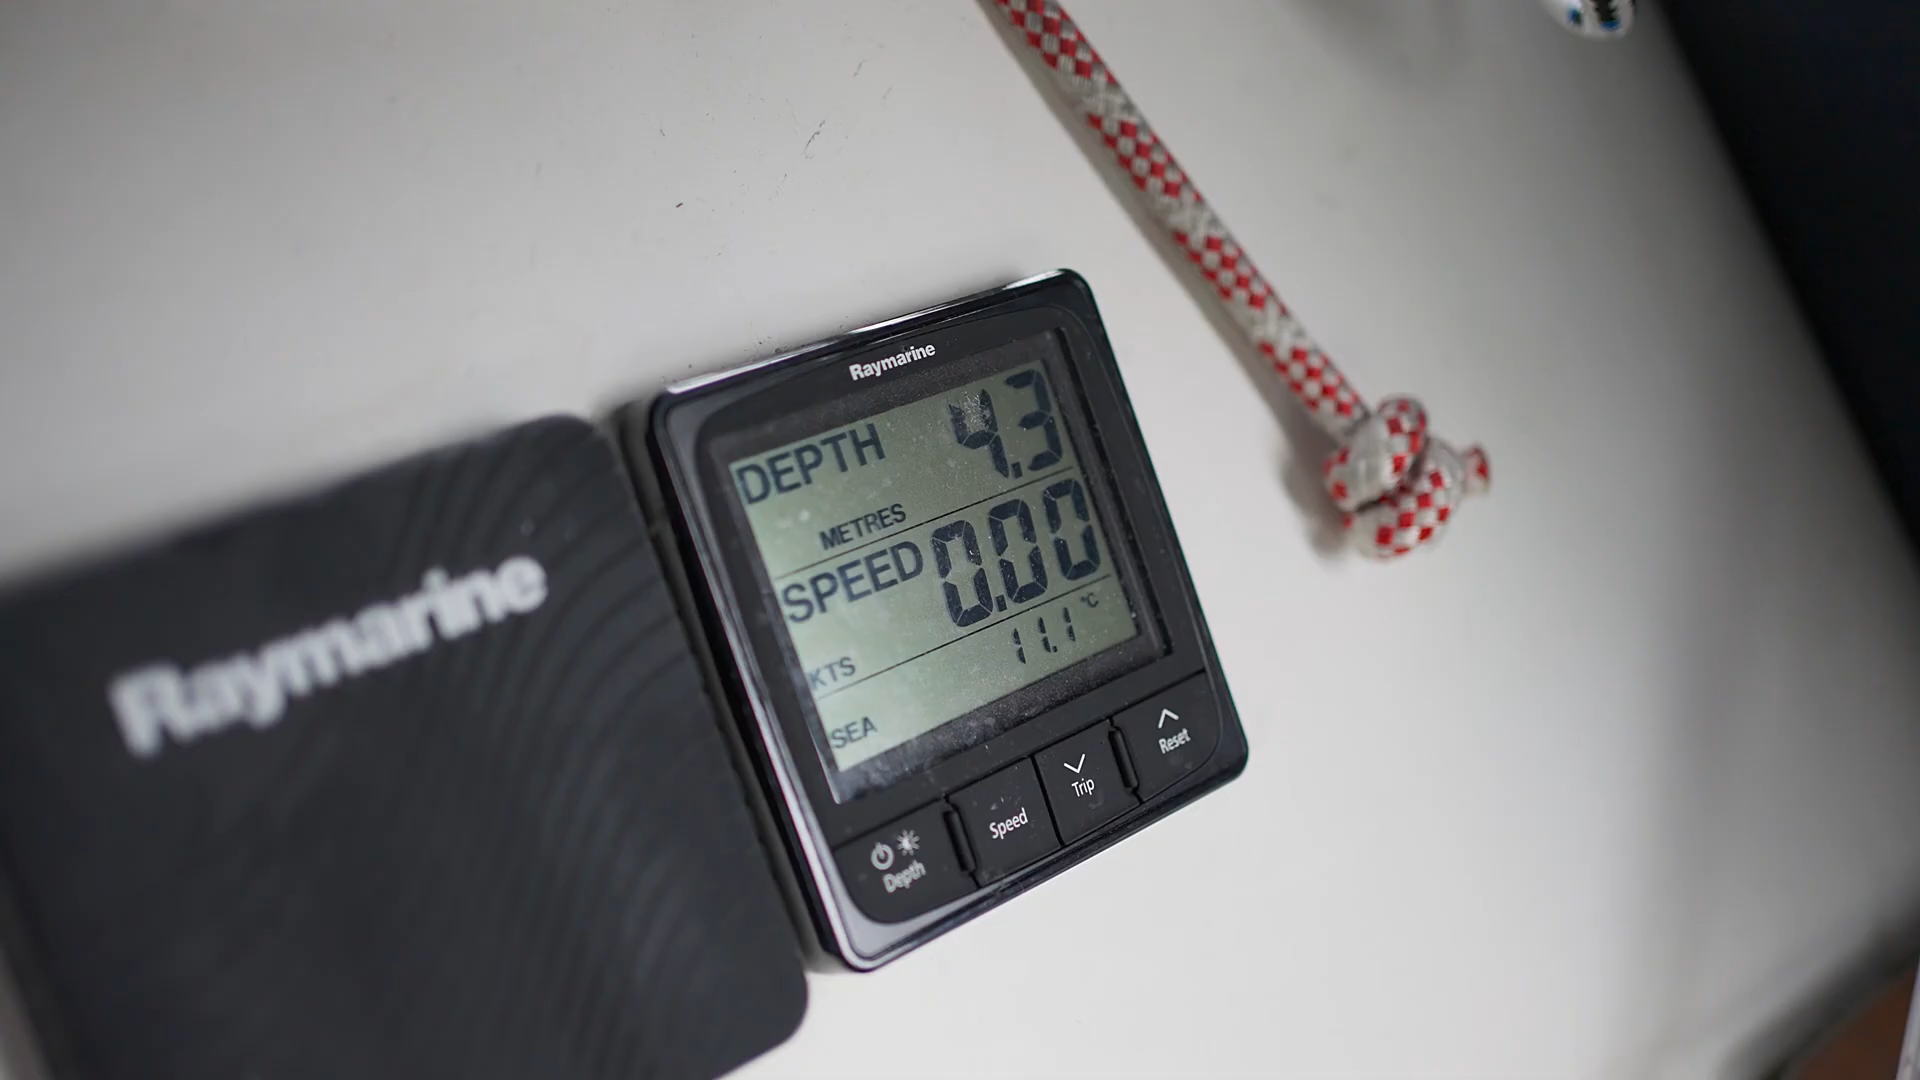 Raymarine
DEPTH 4.3
METRES
SPEED 0.00
KTS
11.1 °C
SEA
Depth
Speed
Trip
Reset
Raymarine